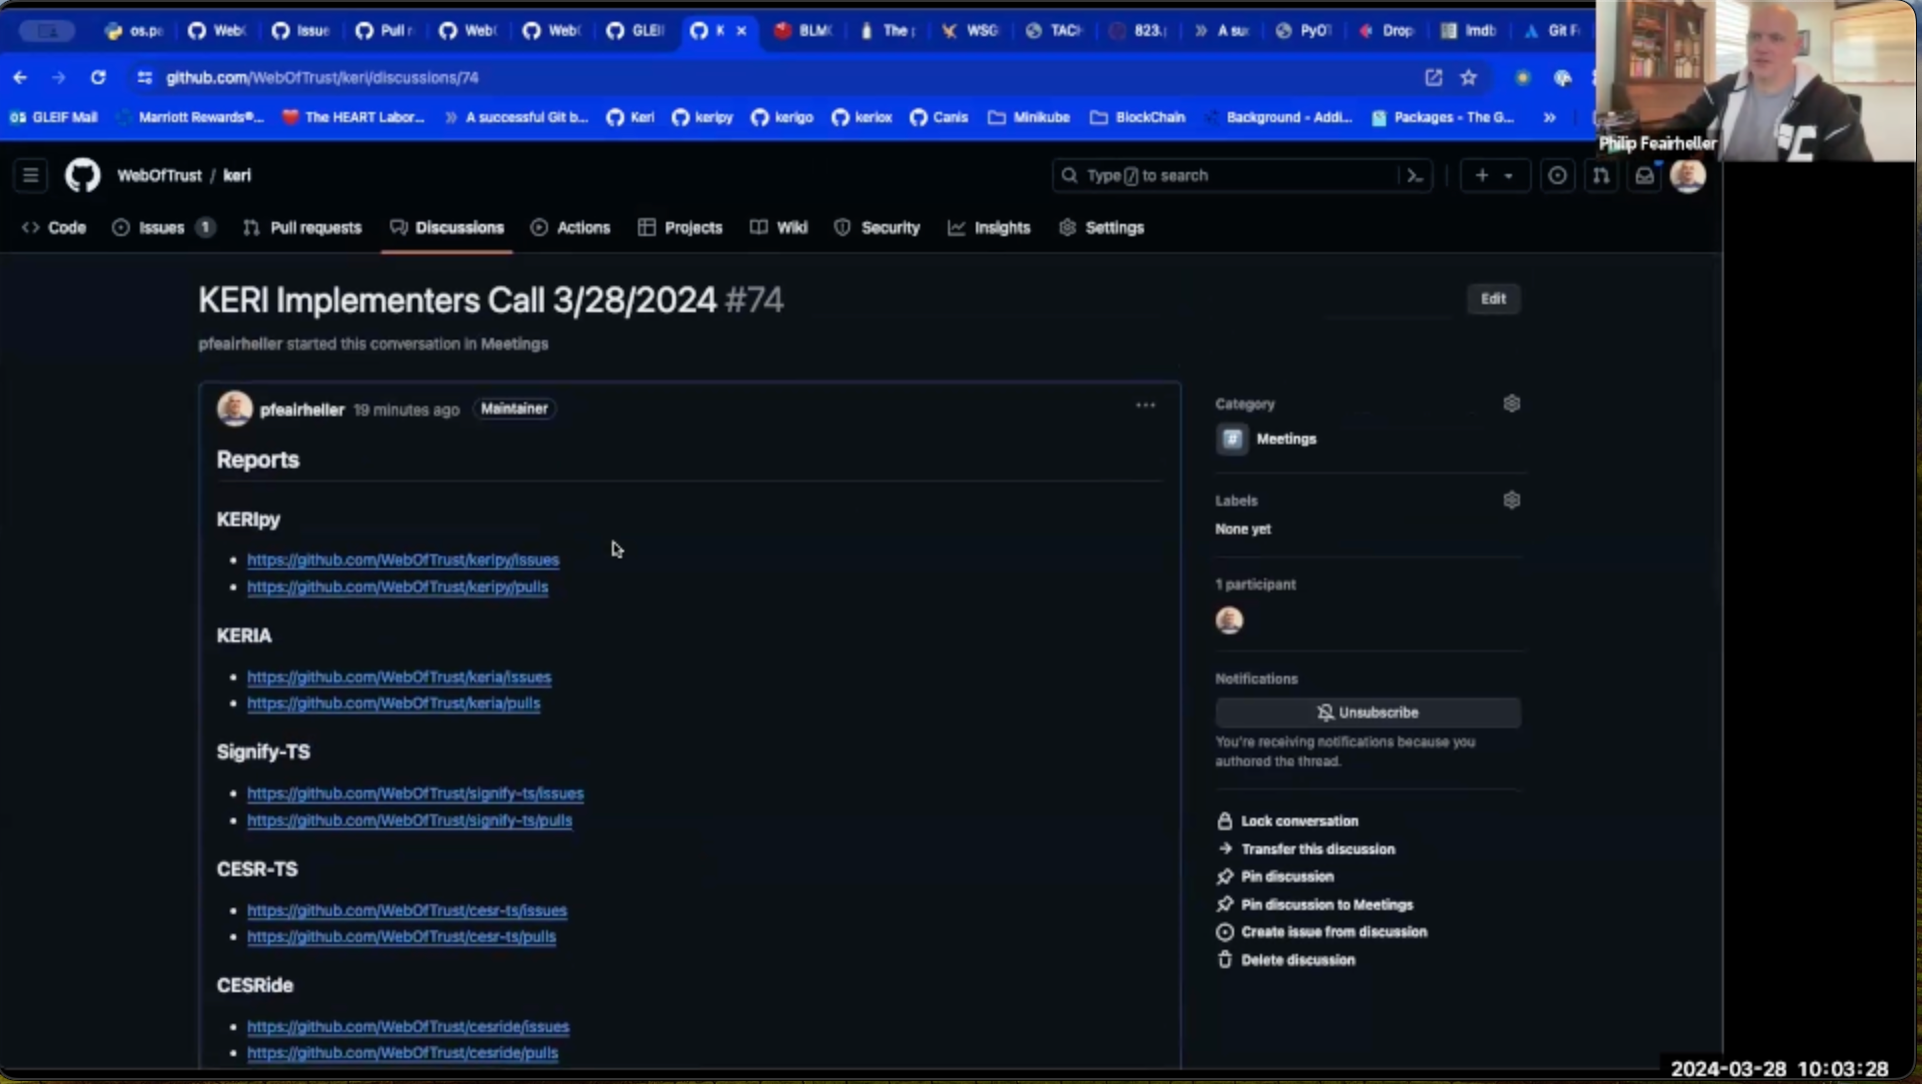 os.p
Web
Issue
Pull r
Web
Web
GLEI
K
BLM
The
WSG
TAC
823.
A su
PyO
Drop
lmdb
Git F
github.com/WebOfTrust/keri/discussions/74
GLEIF Mail
Marriott Rewards®...
The HEART Labor...
A successful Git b...
Keri
keripy
kerigo
keriox
Canis
Minikube
BlockChain
Background - Addi...
Packages - The G...
»
Philip Feairheller
WebOfTrust / keri
Type / to search
Code
Issues 1
Pull requests
Discussions
Actions
Projects
Wiki
Security
Insights
Settings
KERI Implementers Call 3/28/2024 #74
Edit
pfeairheller started this conversation in Meetings
pfeairheller 19 minutes ago Maintainer
Reports
KERIpy
https://github.com/WebOfTrust/keripy/issues
https://github.com/WebOfTrust/keripy/pulls
KERIA
https://github.com/WebOfTrust/keria/issues
https://github.com/WebOfTrust/keria/pulls
Signify-TS
https://github.com/WebOfTrust/signify-ts/issues
https://github.com/WebOfTrust/signify-ts/pulls
CESR-TS
https://github.com/WebOfTrust/cesr-ts/issues
https://github.com/WebOfTrust/cesr-ts/pulls
CESRide
https://github.com/WebOfTrust/cesride/issues
https://github.com/WebOfTrust/cesride/pulls
Category
Meetings
Labels
None yet
1 participant
Notifications
Unsubscribe
You're receiving notifications because you
authored the thread.
Lock conversation
Transfer this discussion
Pin discussion
Pin discussion to Meetings
Create issue from discussion
Delete discussion
2024-03-28 10:03:28